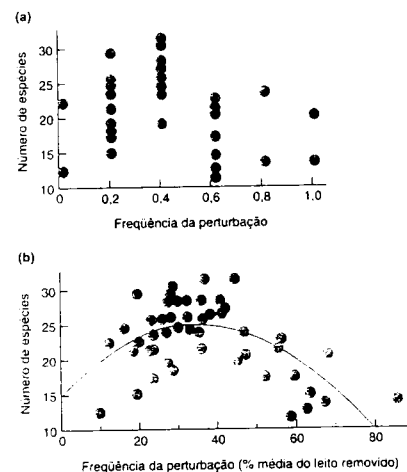 (a)
Número de espécies
30
25
20
15
10
0 0,2 0,4 0,6 0,8 1,0
Freqüência da perturbação
(b)
Número de espécies
30
25
20
15
10
0 20 40 60 80
Freqüência da perturbação (% média do leito removido)